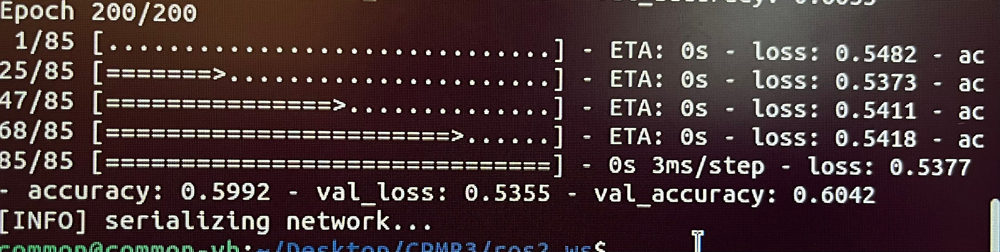 Epoch 200/200
1/85 [..............................] - ETA: 0s - loss: 0.5482 - ac
25/85 [=======>......................] - ETA: 0s - loss: 0.5373 - ac
47/85 [===============>..............] - ETA: 0s - loss: 0.5411 - ac
68/85 [=======================>......] - ETA: 0s - loss: 0.5418 - ac
85/85 [==============================] - 0s 3ms/step - loss: 0.5377
- accuracy: 0.5992 - val_loss: 0.5355 - val_accuracy: 0.6042
[INFO] serializing network...
common@common-vb:~/Desktop/CPMR3/ros2_ws$